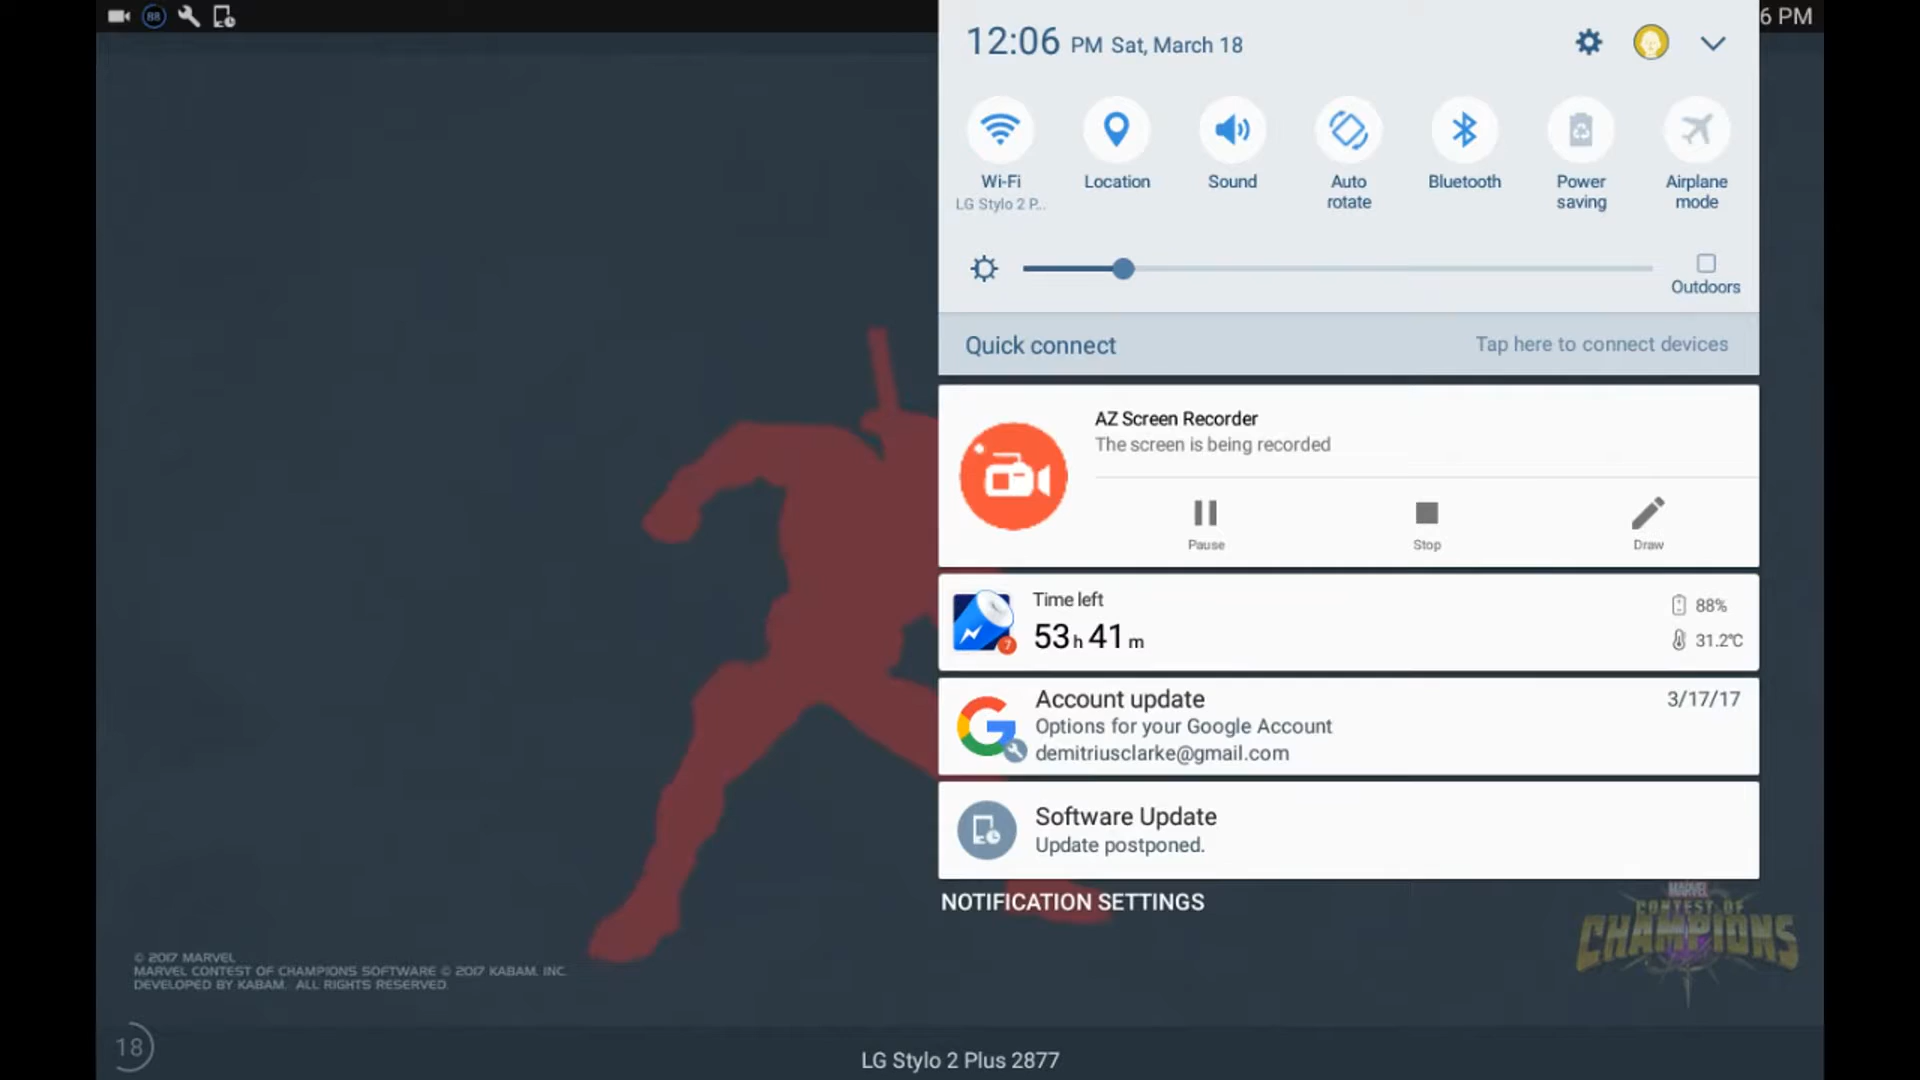 88
6 PM
12:06 PM Sat, March 18
Wi-Fi
LG Stylo 2 P...
Location
Sound
Auto
rotate
Bluetooth
Power
saving
Airplane
mode
Outdoors
Quick connect
Tap here to connect devices
AZ Screen Recorder
The screen is being recorded
Pause
Stop
Draw
Time left
53 h 41 m
7
88%
31.2°C
Account update
3/17/17
Options for your Google Account
demitriusclarke@gmail.com
Software Update
Update postponed.
NOTIFICATION SETTINGS
MARVEL
CONTEST OF
CHAMPIONS
© 2017 MARVEL
MARVEL CONTEST OF CHAMPIONS SOFTWARE © 2017 KABAM, INC.
DEVELOPED BY KABAM. ALL RIGHTS RESERVED.
18
LG Stylo 2 Plus 2877